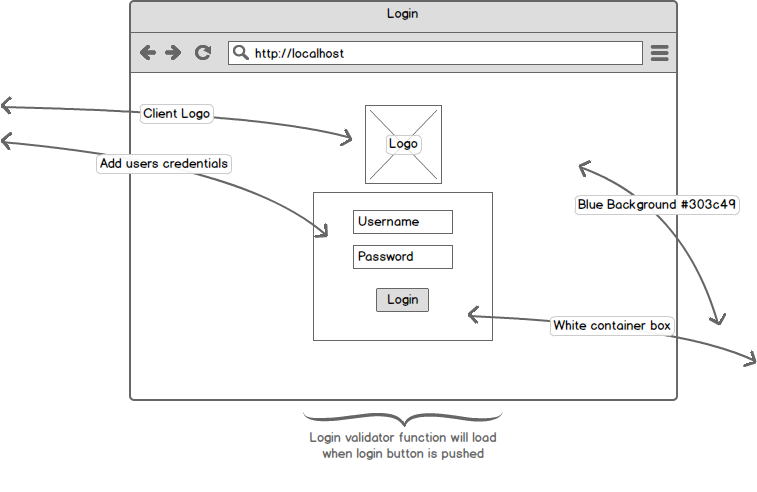 Login
http://localhost
Client Logo
Logo
Add users credentials
Blue Background #303c49
Username
Password
Login
White container box
Login validator function will load
when login button is pushed